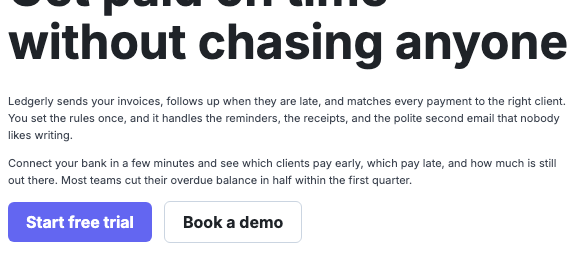 Get paid on time
without chasing anyone
Ledgerly sends your invoices, follows up when they are late, and matches every payment to the right client.
You set the rules once, and it handles the reminders, the receipts, and the polite second email that nobody
likes writing.
Connect your bank in a few minutes and see which clients pay early, which pay late, and how much is still
out there. Most teams cut their overdue balance in half within the first quarter.
Start free trial
Book a demo